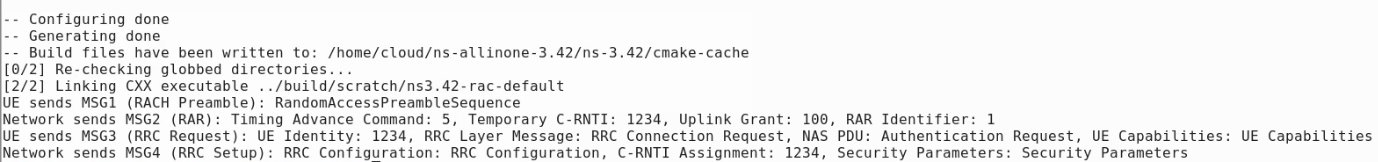 -- Configuring done
-- Generating done
-- Build files have been written to: /home/cloud/ns-allinone-3.42/ns-3.42/cmake-cache
[0/2] Re-checking globbed directories...
[2/2] Linking CXX executable ../build/scratch/ns3.42-rac-default
UE sends MSG1 (RACH Preamble): RandomAccessPreambleSequence
Network sends MSG2 (RAR): Timing Advance Command: 5, Temporary C-RNTI: 1234, Uplink Grant: 100, RAR Identifier: 1
UE sends MSG3 (RRC Request): UE Identity: 1234, RRC Layer Message: RRC Connection Request, NAS PDU: Authentication Request, UE Capabilities: UE Capabilities
Network sends MSG4 (RRC Setup): RRC Configuration: RRC Configuration, C-RNTI Assignment: 1234, Security Parameters: Security Parameters